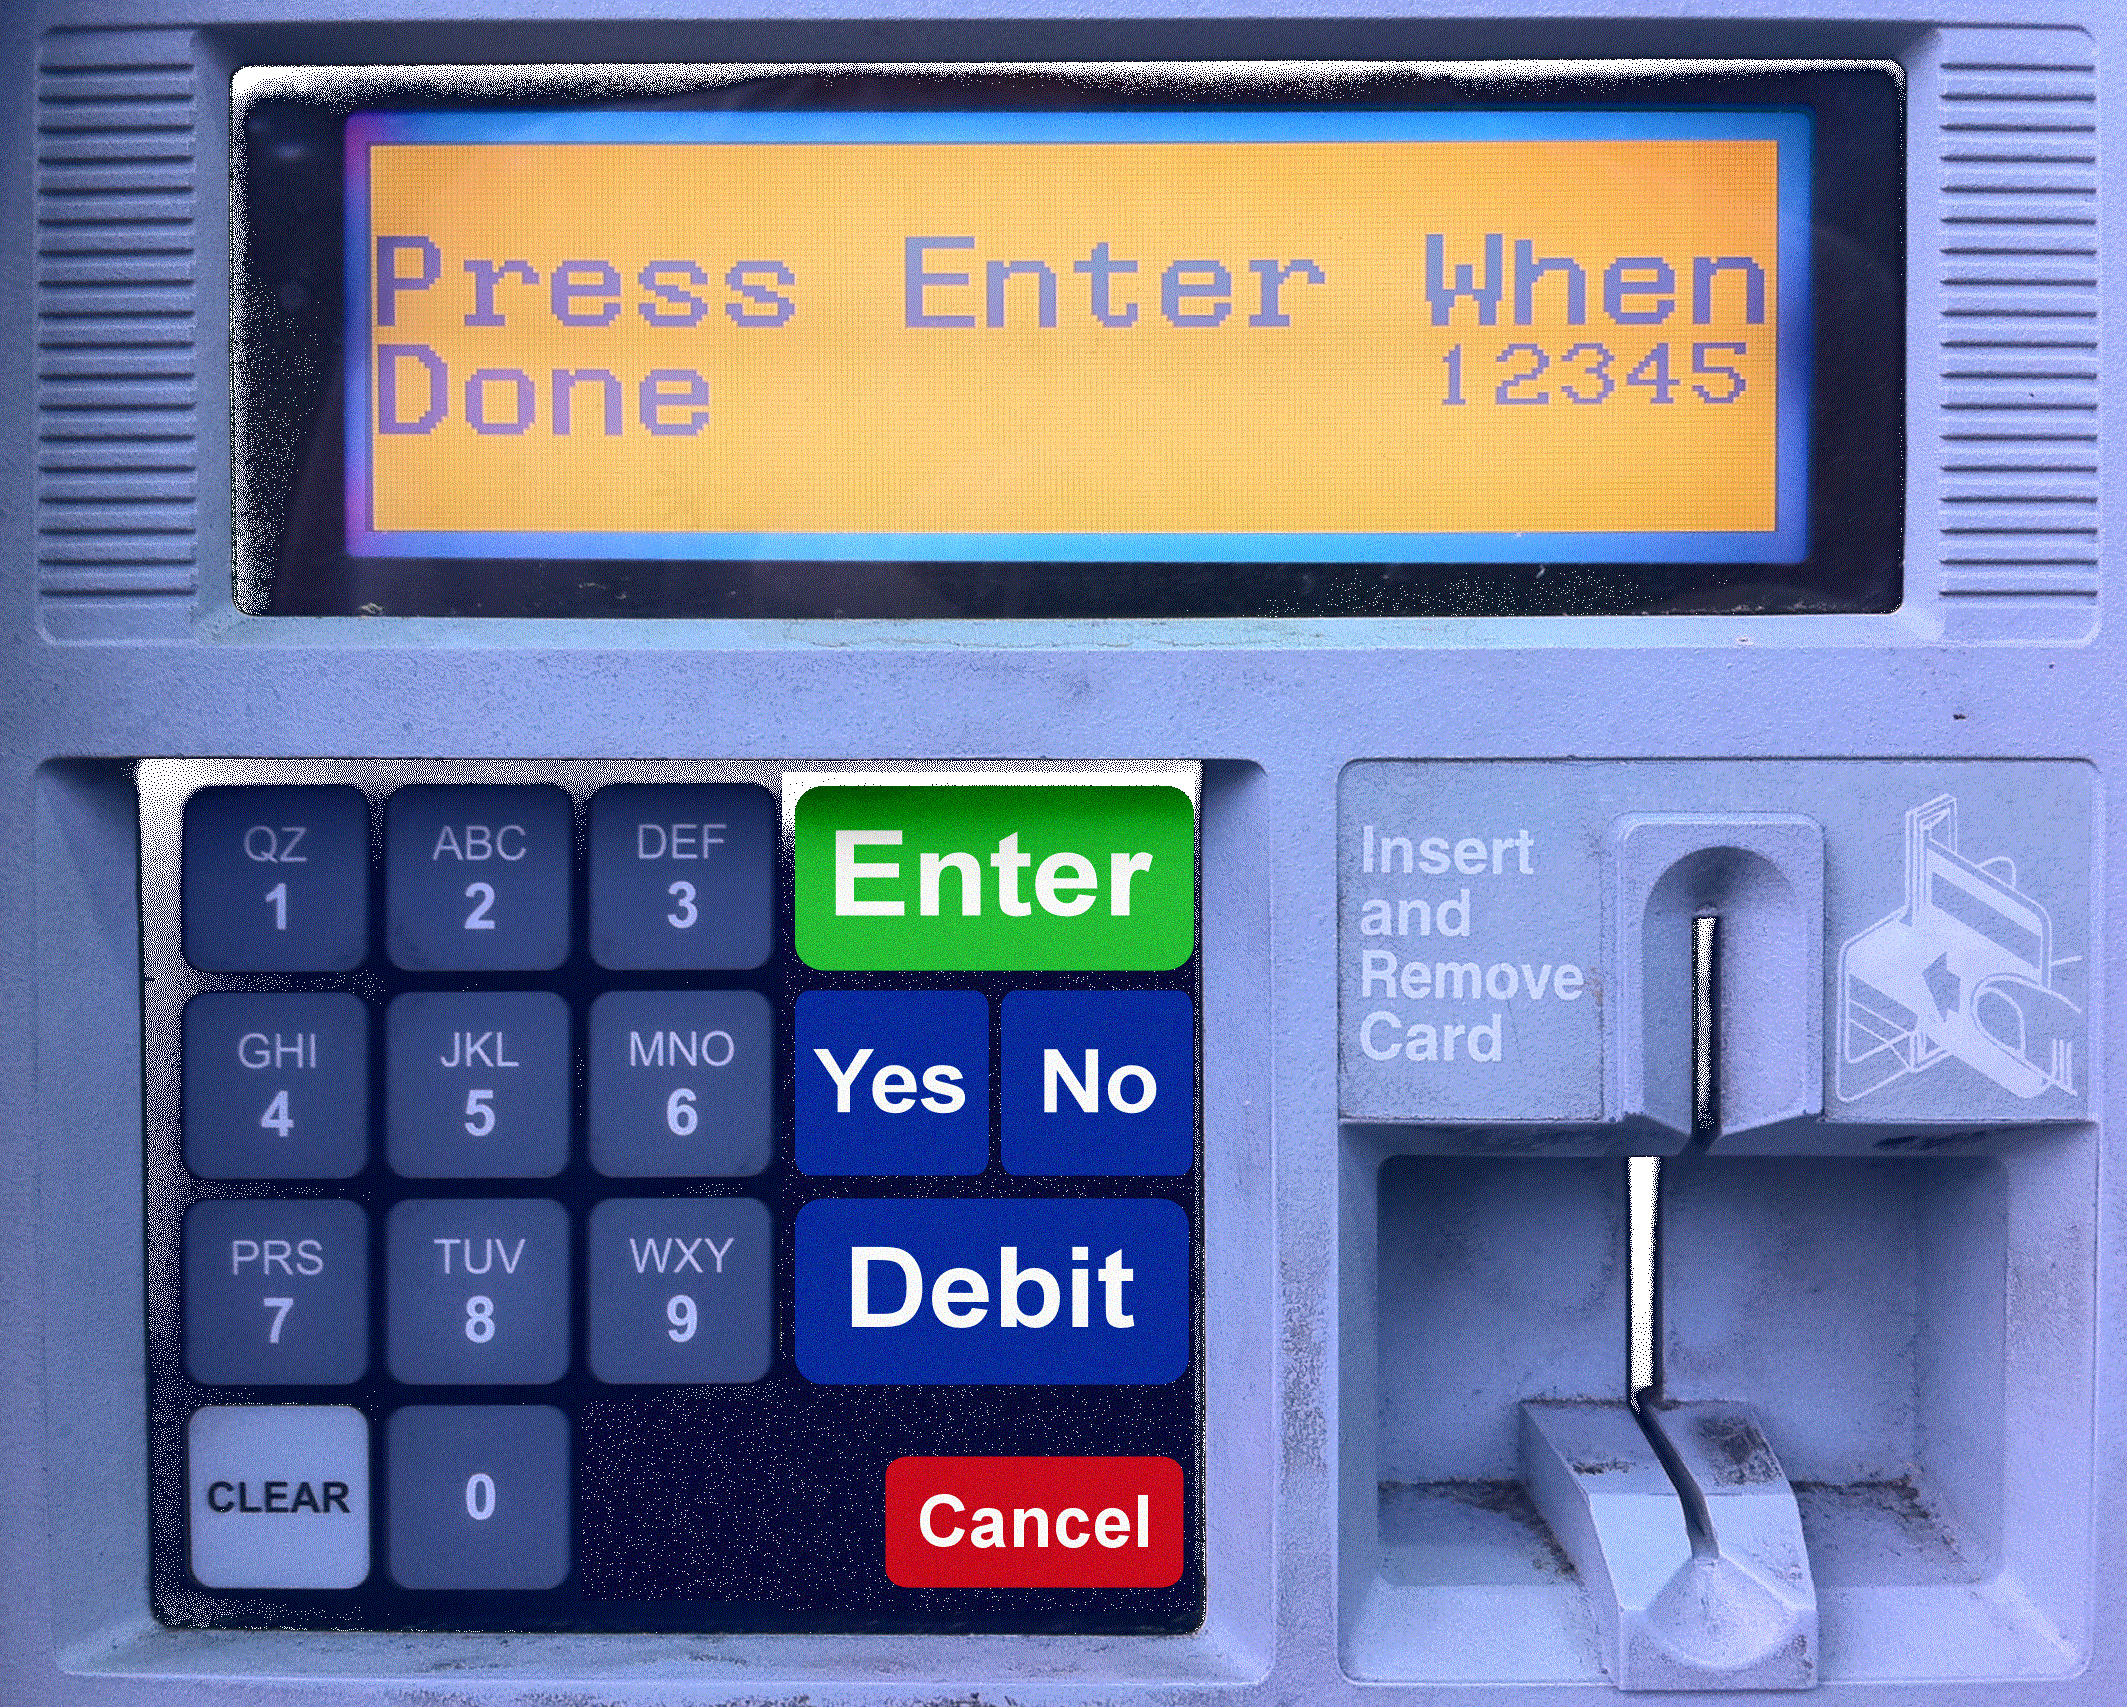 Press Enter When
Done 12345
QZ ABC DEF Enter
1 2 3
GHI JKL MNO Yes No
4 5 6
PRS TUV WXY Debit
7 8 9
CLEAR 0 Cancel
Insert
and
Remove
Card